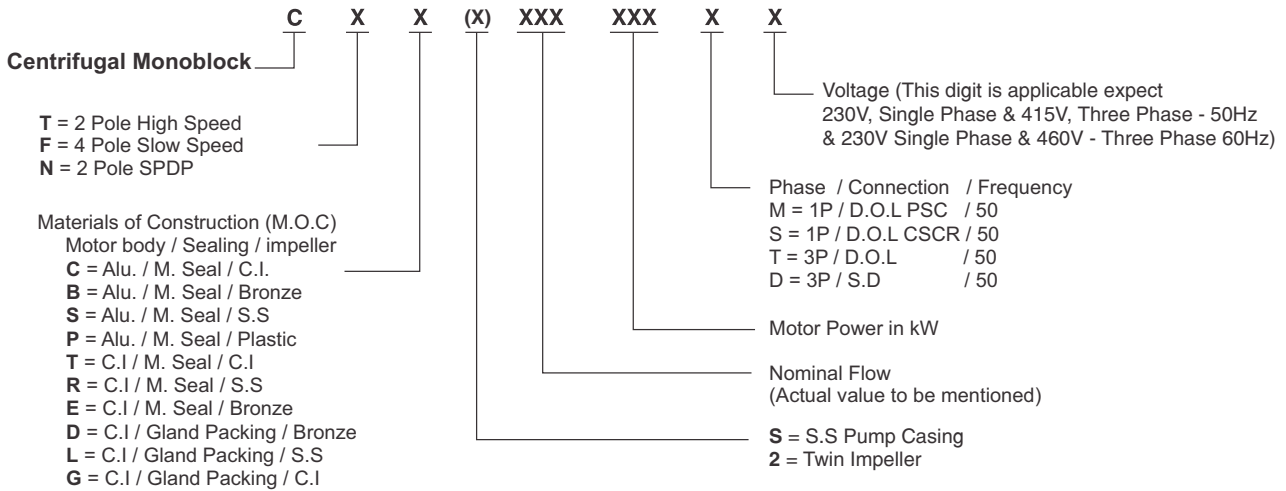 C X X (X) XXX XXX X X
Centrifugal Monoblock
T = 2 Pole High Speed
F = 4 Pole Slow Speed
N = 2 Pole SPDP
Materials of Construction (M.O.C)
Motor body / Sealing / impeller
C = Alu. / M. Seal / C.I.
B = Alu. / M. Seal / Bronze
S = Alu. / M. Seal / S.S
P = Alu. / M. Seal / Plastic
T = C.I / M. Seal / C.I
R = C.I / M. Seal / S.S
E = C.I / M. Seal / Bronze
D = C.I / Gland Packing / Bronze
L = C.I / Gland Packing / S.S
G = C.I / Gland Packing / C.I
Voltage (This digit is applicable expect
230V, Single Phase & 415V, Three Phase - 50Hz
& 230V Single Phase & 460V - Three Phase 60Hz)
Phase / Connection / Frequency
M = 1P / D.O.L PSC / 50
S = 1P / D.O.L CSCR / 50
T = 3P / D.O.L / 50
D = 3P / S.D / 50
Motor Power in kW
Nominal Flow
(Actual value to be mentioned)
S = S.S Pump Casing
2 = Twin Impeller